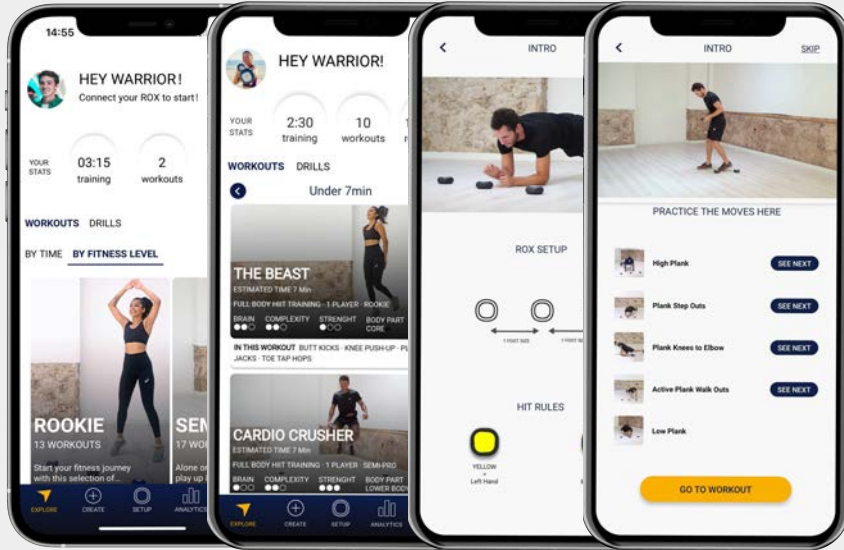 14:55
HEY WARRIOR!
Connect your ROX to start!
YOUR
STATS
03:15
training
2
workouts
WORKOUTS DRILLS
BY TIME BY FITNESS LEVEL
ROOKIE
13 WORKOUTS
Start your fitness journey
with this selection of...
SEM
17 WO
Alone or
play up
EXPLORE CREATE SETUP ANALYTICS
HEY WARRIOR!
YOUR
STATS
2:30
training
10
workouts
WORKOUTS DRILLS
Under 7min
THE BEAST
ESTIMATED TIME 7 Min
FULL BODY HIIT TRAINING · 1 PLAYER · ROOKIE
BRAIN COMPLEXITY STRENGHT BODY PART
CORE
IN THIS WORKOUT BUTT KICKS · KNEE PUSH-UP · PL
JACKS · TOE TAP HOPS
CARDIO CRUSHER
ESTIMATED TIME 7 Min
FULL BODY HIIT TRAINING · 1 PLAYER · SEMI-PRO
BRAIN COMPLEXITY STRENGHT BODY PART
LOWER BODY
EXPLORE CREATE SETUP ANALYTICS
INTRO
ROX SETUP
1 FOOT SIZE
1 FOOT SIZE
HIT RULES
YELLOW
=
Left Hand
INTRO
SKIP
PRACTICE THE MOVES HERE
High Plank SEE NEXT
Plank Step Outs SEE NEXT
Plank Knees to Elbow SEE NEXT
Active Plank Walk Outs SEE NEXT
Low Plank
GO TO WORKOUT